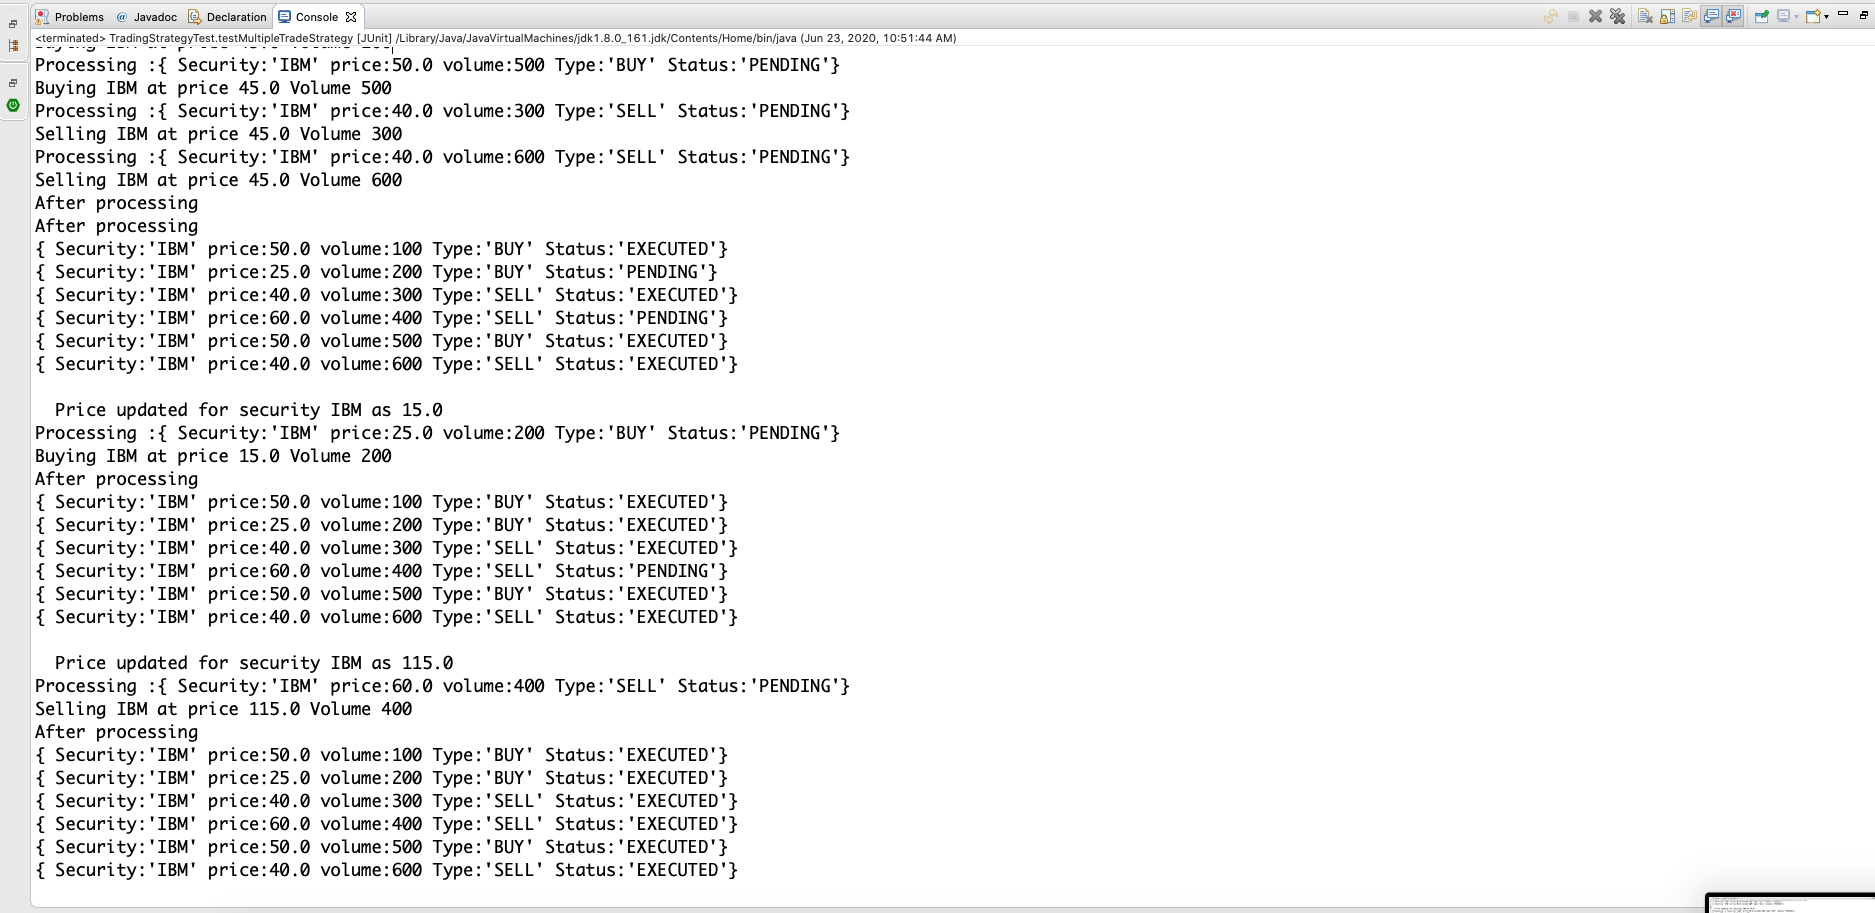 Problems @ Javadoc Declaration Console
<terminated> TradingStrategyTest.testMultipleTradeStrategy [JUnit] /Library/Java/JavaVirtualMachines/jdk1.8.0_161.jdk/Contents/Home/bin/java (Jun 23, 2020, 10:51:44 AM)
Processing :{ Security:'IBM' price:50.0 volume:500 Type:'BUY' Status:'PENDING'}
Buying IBM at price 45.0 Volume 500
Processing :{ Security:'IBM' price:40.0 volume:300 Type:'SELL' Status:'PENDING'}
Selling IBM at price 45.0 Volume 300
Processing :{ Security:'IBM' price:40.0 volume:600 Type:'SELL' Status:'PENDING'}
Selling IBM at price 45.0 Volume 600
After processing
After processing
{ Security:'IBM' price:50.0 volume:100 Type:'BUY' Status:'EXECUTED'}
{ Security:'IBM' price:25.0 volume:200 Type:'BUY' Status:'PENDING'}
{ Security:'IBM' price:40.0 volume:300 Type:'SELL' Status:'EXECUTED'}
{ Security:'IBM' price:60.0 volume:400 Type:'SELL' Status:'PENDING'}
{ Security:'IBM' price:50.0 volume:500 Type:'BUY' Status:'EXECUTED'}
{ Security:'IBM' price:40.0 volume:600 Type:'SELL' Status:'EXECUTED'}
Price updated for security IBM as 15.0
Processing :{ Security:'IBM' price:25.0 volume:200 Type:'BUY' Status:'PENDING'}
Buying IBM at price 15.0 Volume 200
After processing
{ Security:'IBM' price:50.0 volume:100 Type:'BUY' Status:'EXECUTED'}
{ Security:'IBM' price:25.0 volume:200 Type:'BUY' Status:'EXECUTED'}
{ Security:'IBM' price:40.0 volume:300 Type:'SELL' Status:'EXECUTED'}
{ Security:'IBM' price:60.0 volume:400 Type:'SELL' Status:'PENDING'}
{ Security:'IBM' price:50.0 volume:500 Type:'BUY' Status:'EXECUTED'}
{ Security:'IBM' price:40.0 volume:600 Type:'SELL' Status:'EXECUTED'}
Price updated for security IBM as 115.0
Processing :{ Security:'IBM' price:60.0 volume:400 Type:'SELL' Status:'PENDING'}
Selling IBM at price 115.0 Volume 400
After processing
{ Security:'IBM' price:50.0 volume:100 Type:'BUY' Status:'EXECUTED'}
{ Security:'IBM' price:25.0 volume:200 Type:'BUY' Status:'EXECUTED'}
{ Security:'IBM' price:40.0 volume:300 Type:'SELL' Status:'EXECUTED'}
{ Security:'IBM' price:60.0 volume:400 Type:'SELL' Status:'EXECUTED'}
{ Security:'IBM' price:50.0 volume:500 Type:'BUY' Status:'EXECUTED'}
{ Security:'IBM' price:40.0 volume:600 Type:'SELL' Status:'EXECUTED'}